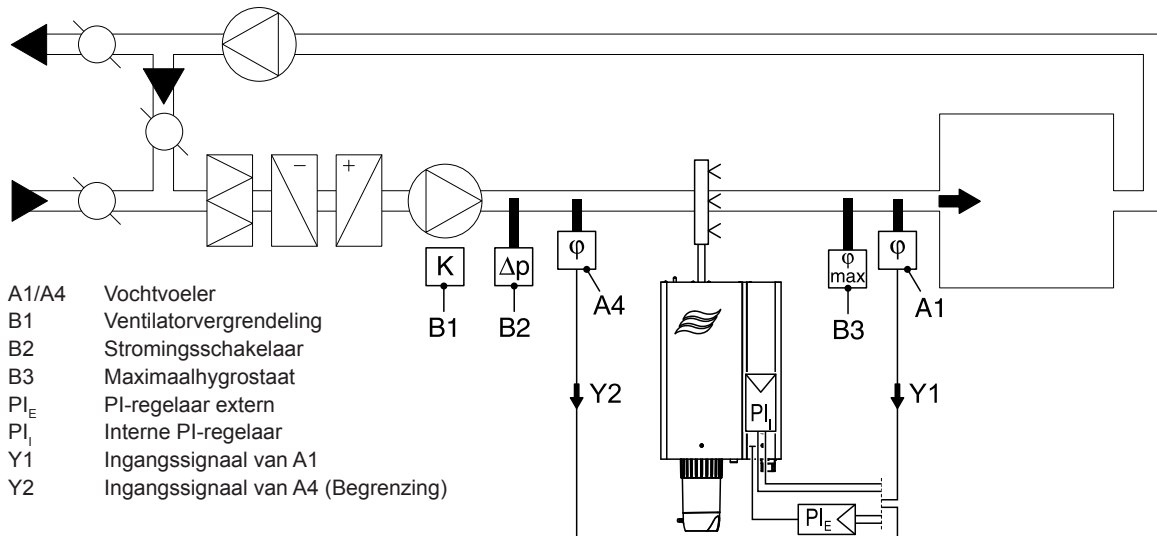 −
+
K
Δp
φ
φ
max
φ
B1
B2
A4
B3
A1
A1/A4 Vochtvoeler
B1 Ventilatorvergrendeling
B2 Stromingsschakelaar
B3 Maximaalhygrostaat
PIE PI-regelaar extern
PII Interne PI-regelaar
Y1 Ingangssignaal van A1
Y2 Ingangssignaal van A4 (Begrenzing)
Y2
PII
Y1
PIE